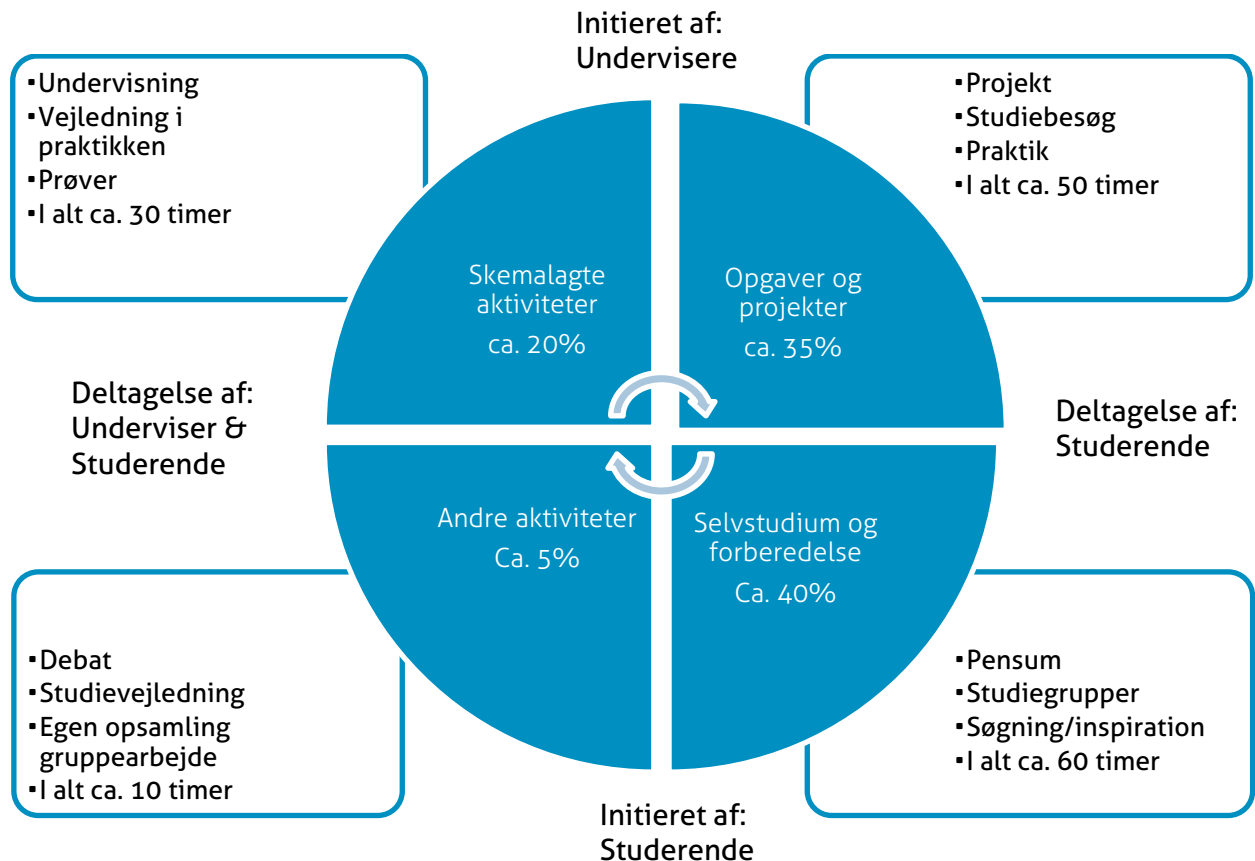 Initieret af:
Undervisere
▪Undervisning
▪Vejledning i
praktikken
▪Prøver
▪I alt ca. 30 timer
▪Projekt
▪Studiebesøg
▪Praktik
▪I alt ca. 50 timer
Skemalagte
aktiviteter
ca. 20%
Opgaver og
projekter
ca. 35%
Deltagelse af:
Underviser &
Studerende
Deltagelse af:
Studerende
Andre aktiviteter
Ca. 5%
Selvstudium og
forberedelse
Ca. 40%
▪Debat
▪Studievejledning
▪Egen opsamling
gruppearbejde
▪I alt ca. 10 timer
▪Pensum
▪Studiegrupper
▪Søgning/inspiration
▪I alt ca. 60 timer
Initieret af:
Studerende